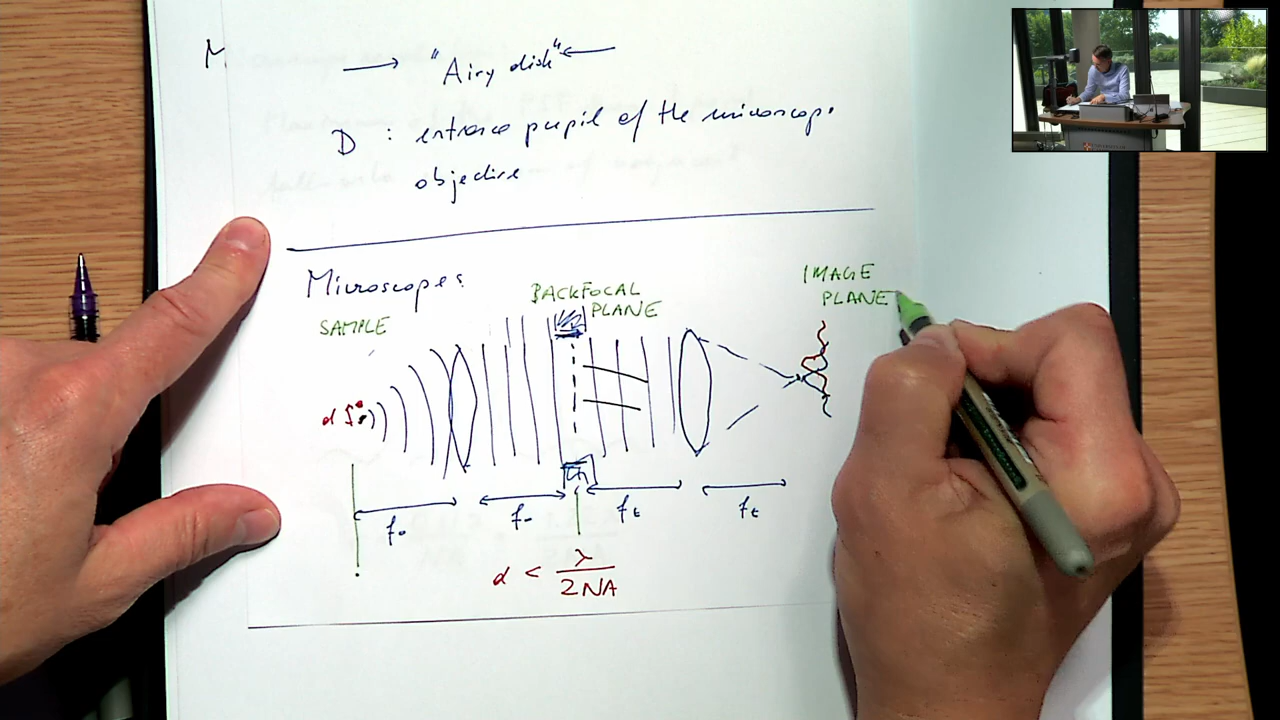 M
→ "Airy disk" ←
D : entrance pupil of the microscope
objective
Microscopes:
SAMPLE
BACKFOCAL
PLANE
IMAGE
PLANE
d
f₀
f₀
fₜ
fₜ
d < λ / 2NA